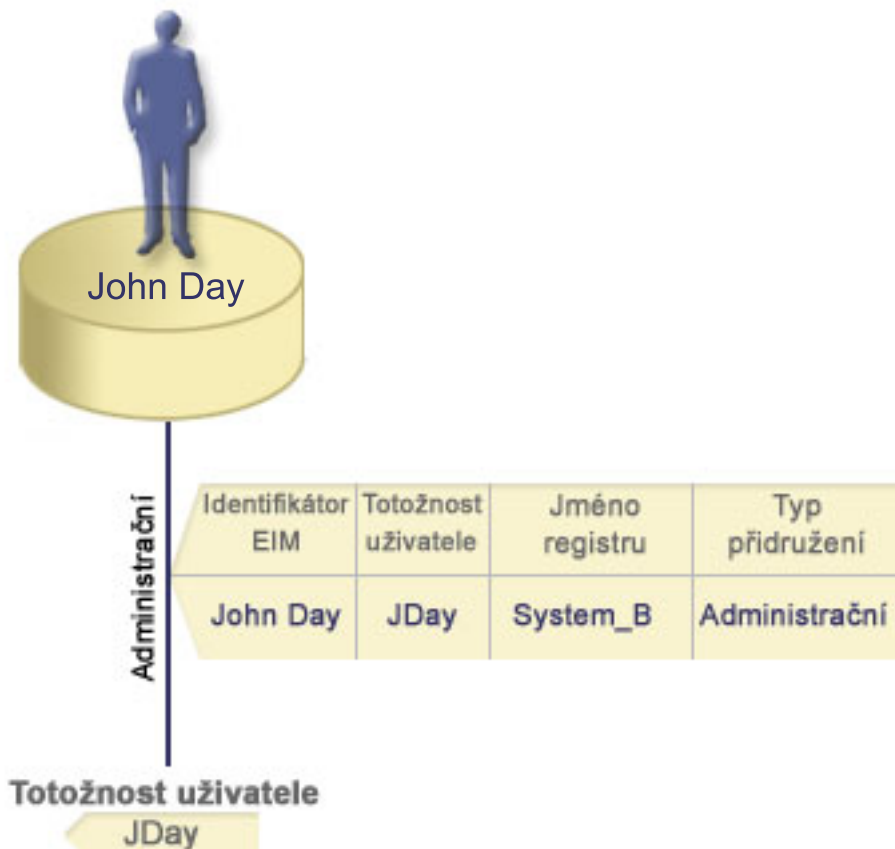 John Day
Administrační
Identifikátor EIM
Totožnost uživatele
Jméno registru
Typ přidružení
John Day
JDay
System_B
Administrační
Totožnost uživatele
JDay